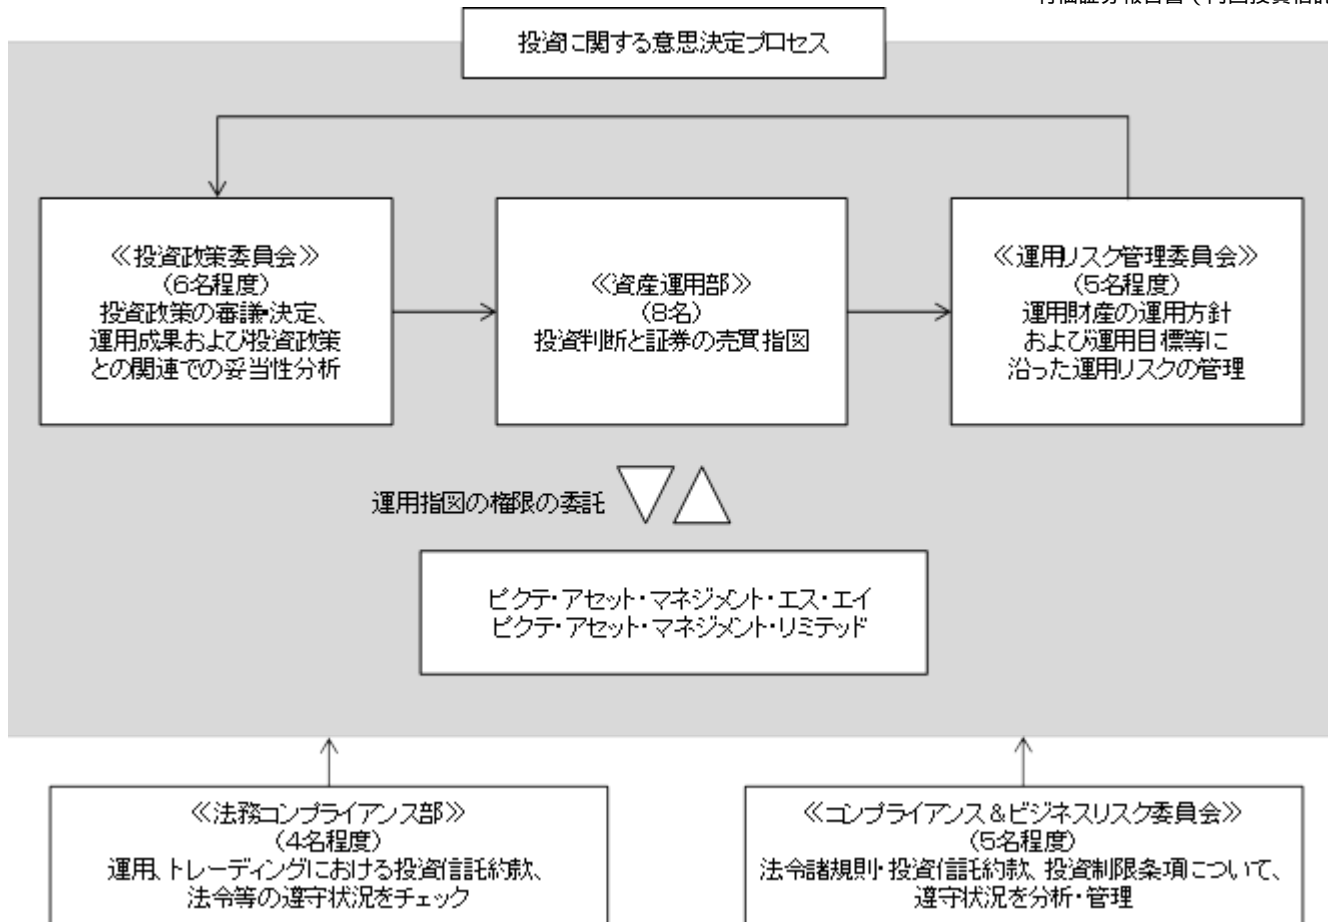 投資に関する意思決定プロセス
≪投資政策委員会≫
(6名程度)
投資政策の審議・決定、
運用成果および投資政策
との関連での妥当性分析
≪資産運用部≫
(8名)
投資判断と証券の売買指図
≪運用リスク管理委員会≫
(5名程度)
運用財産の運用方針
および運用目標等に
沿った運用リスクの管理
運用指図の権限の委託
ピクテ・アセット・マネジメント・エス・エイ
ピクテ・アセット・マネジメント・リミテッド
≪法務コンプライアンス部≫
(4名程度)
運用、トレーディングにおける投資信託約款、
法令等の遵守状況をチェック
≪コンプライアンス&ビジネスリスク委員会≫
(5名程度)
法令諸規則・投資信託約款、投資制限条項について、
遵守状況を分析・管理